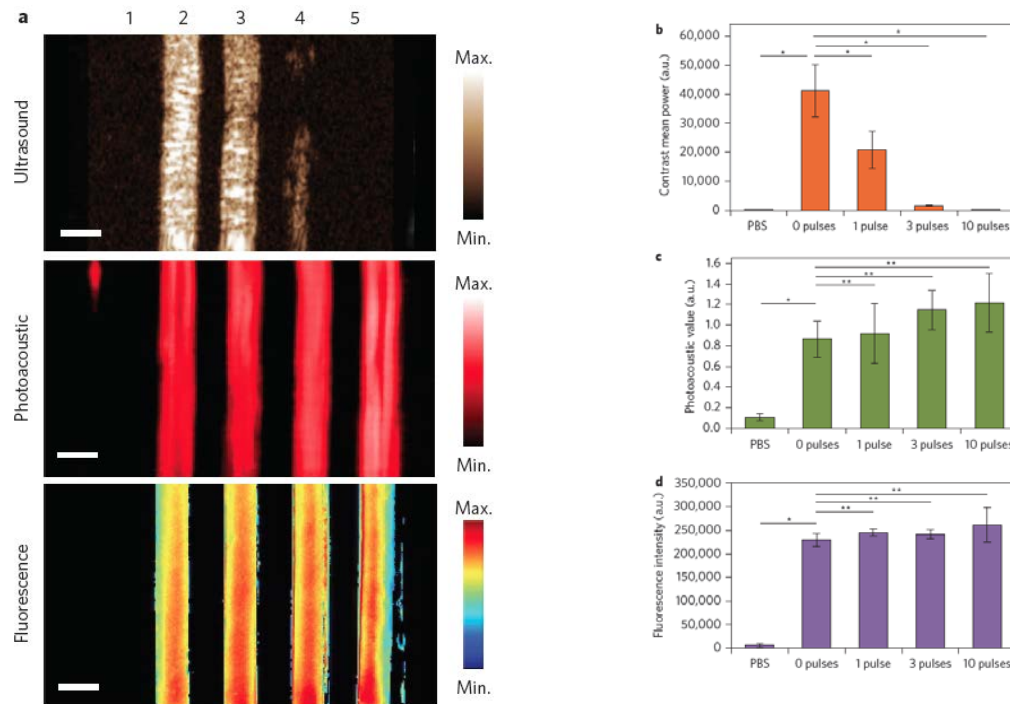 a
1 2 3 4 5
Ultrasound
Max.
Min.
Photoacoustic
Max.
Min.
Fluorescence
Max.
Min.
b
Contrast mean power (a.u.)
60,000
50,000
40,000
30,000
20,000
10,000
0
* * * *
PBS 0 pulses 1 pulse 3 pulses 10 pulses
c
Photoacoustic value (a.u.)
1.6
1.4
1.2
1.0
0.8
0.6
0.4
0.2
0.0
* ** ** **
PBS 0 pulses 1 pulse 3 pulses 10 pulses
d
Fluorescence intensity (a.u.)
350,000
300,000
250,000
200,000
250,000
100,000
50,000
0
* ** ** **
PBS 0 pulses 1 pulse 3 pulses 10 pulses